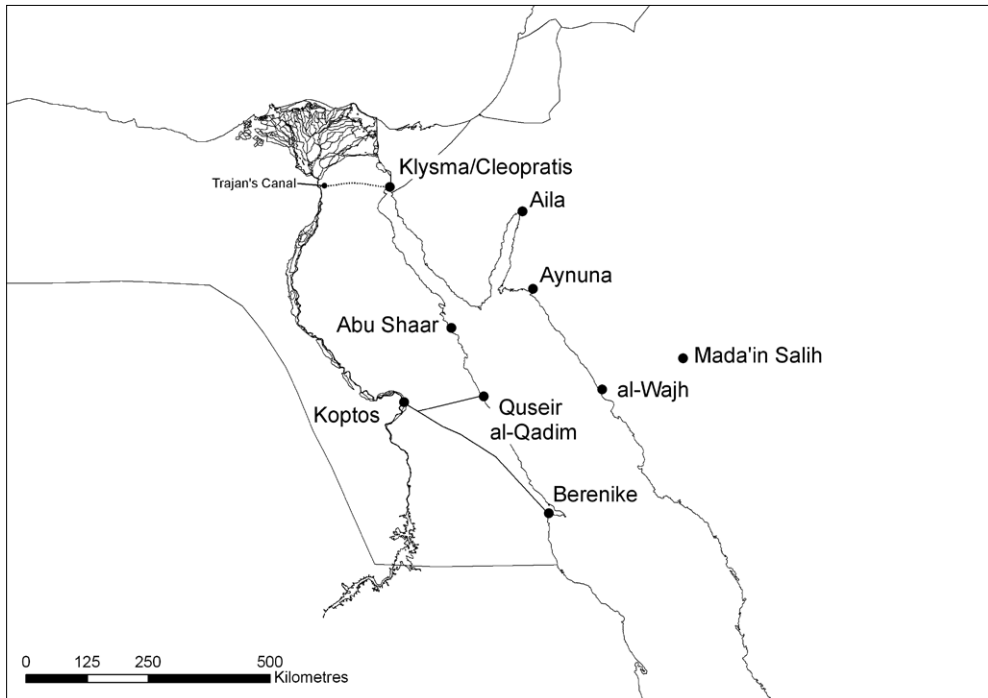 Klysma/Cleopratis
Trajan's Canal
Aila
Aynuna
Abu Shaar
Mada'in Salih
al-Wajh
Koptos
Quseir
al-Qadim
Berenike
0 125 250 500
Kilometres